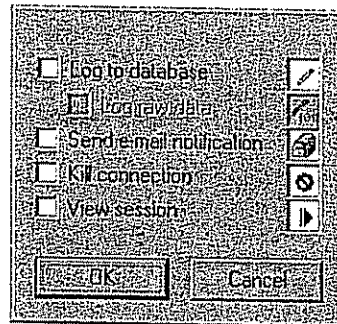 Log to database
Log raw data
Send e-mail notification
Kill connection
View session
OK
Cancel